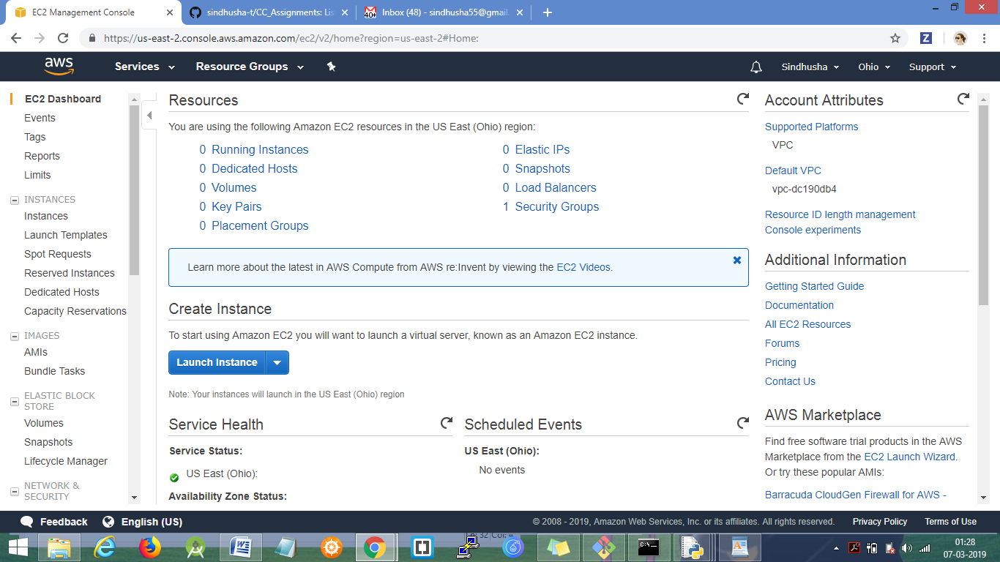 EC2 Management Console
sindhusha-t/CC_Assignments: Lis
Inbox (48) - sindhusha55@gmail.
https://us-east-2.console.aws.amazon.com/ec2/v2/home?region=us-east-2#Home:
aws
Services
Resource Groups
Sindhusha
Ohio
Support
EC2 Dashboard
Events
Tags
Reports
Limits
INSTANCES
Instances
Launch Templates
Spot Requests
Reserved Instances
Dedicated Hosts
Capacity Reservations
IMAGES
AMIs
Bundle Tasks
ELASTIC BLOCK
STORE
Volumes
Snapshots
Lifecycle Manager
NETWORK &
SECURITY
Resources
You are using the following Amazon EC2 resources in the US East (Ohio) region:
0 Running Instances
0 Elastic IPs
0 Dedicated Hosts
0 Snapshots
0 Volumes
0 Load Balancers
0 Key Pairs
1 Security Groups
0 Placement Groups
Learn more about the latest in AWS Compute from AWS re:Invent by viewing the EC2 Videos.
Create Instance
To start using Amazon EC2 you will want to launch a virtual server, known as an Amazon EC2 instance.
Launch Instance
Note: Your instances will launch in the US East (Ohio) region
Service Health
Service Status:
US East (Ohio):
Availability Zone Status:
Scheduled Events
US East (Ohio):
No events
Account Attributes
Supported Platforms
VPC
Default VPC
vpc-dc190db4
Resource ID length management
Console experiments
Additional Information
Getting Started Guide
Documentation
All EC2 Resources
Forums
Pricing
Contact Us
AWS Marketplace
Find free software trial products in the AWS
Marketplace from the EC2 Launch Wizard.
Or try these popular AMIs:
Barracuda CloudGen Firewall for AWS -
Feedback
English (US)
© 2008 - 2019, Amazon Web Services, Inc. or its affiliates. All rights reserved.
Privacy Policy
Terms of Use
01:28
07-03-2019